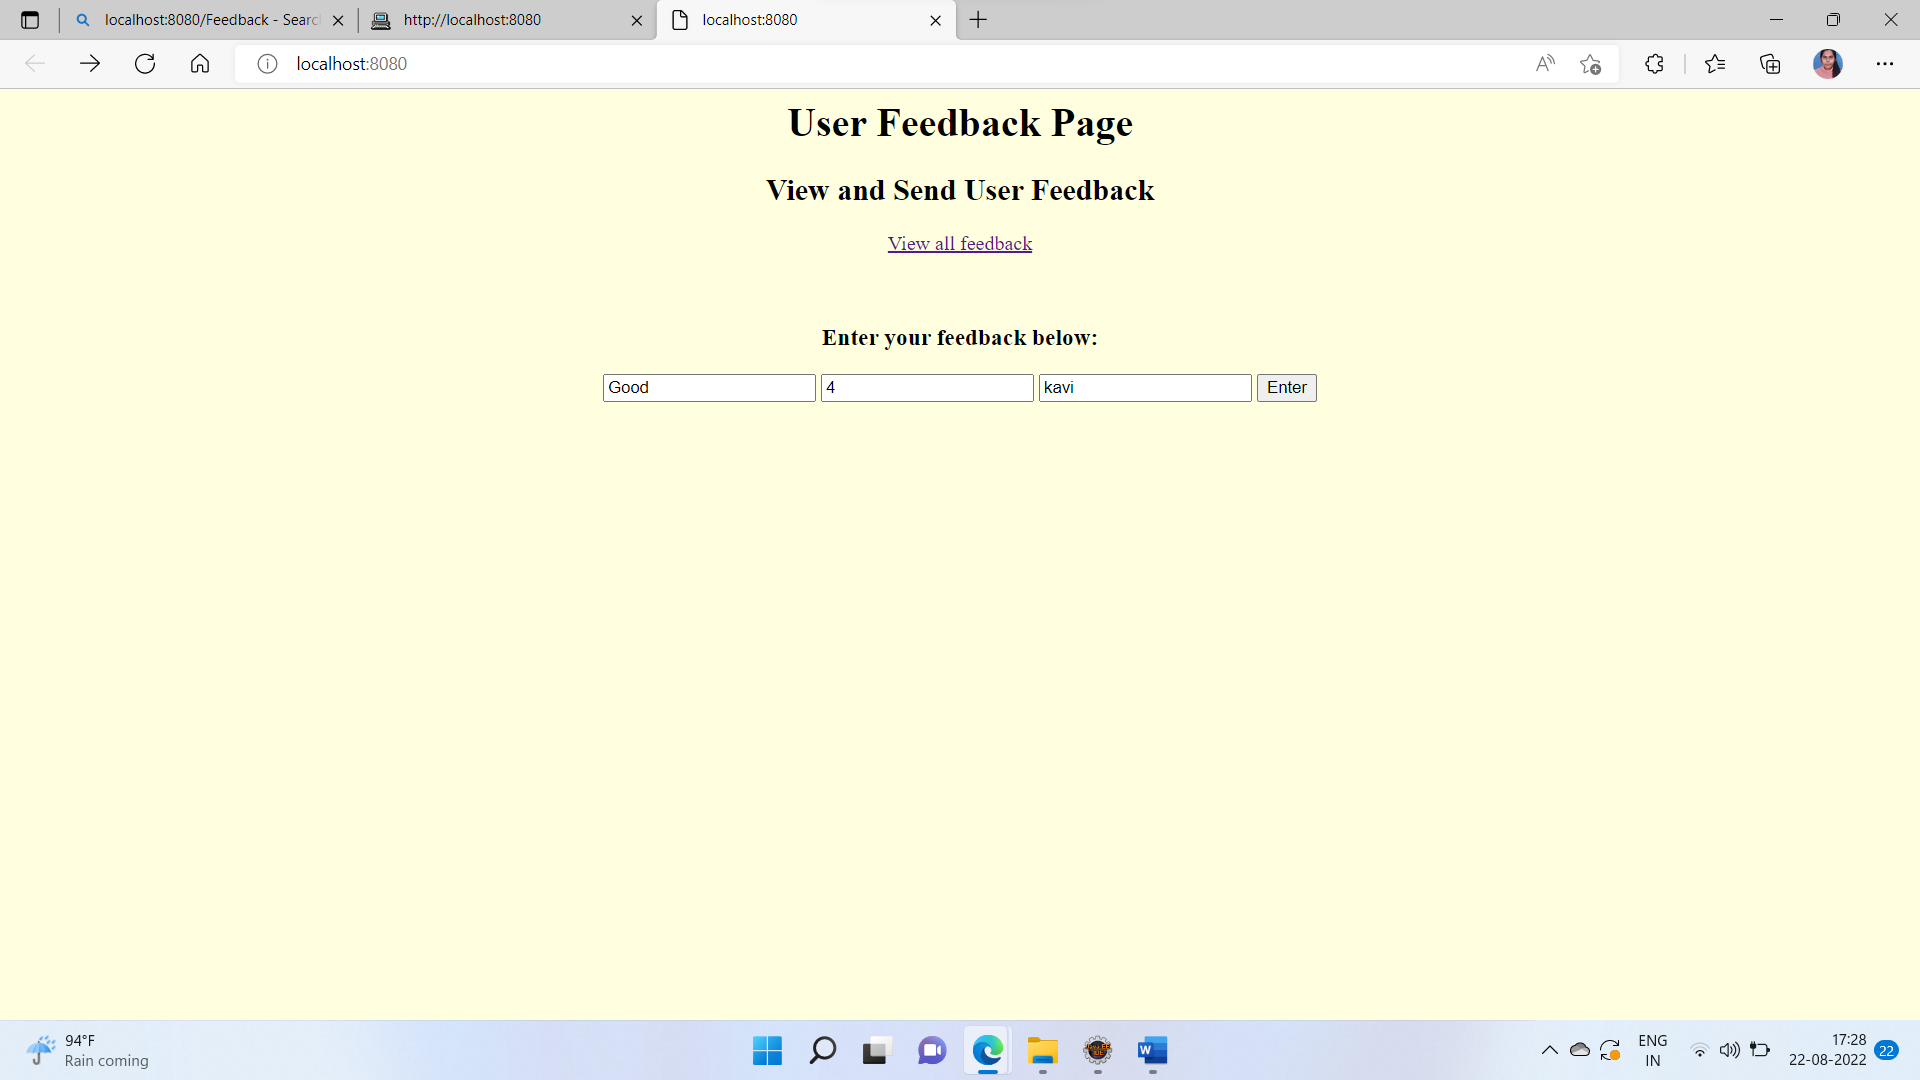 localhost:8080/Feedback - Searc
http://localhost:8080
localhost:8080
localhost:8080
User Feedback Page
View and Send User Feedback
View all feedback
Enter your feedback below:
Good 4 kavi Enter
94°F
Rain coming
ENG
IN
17:28
22-08-2022
22